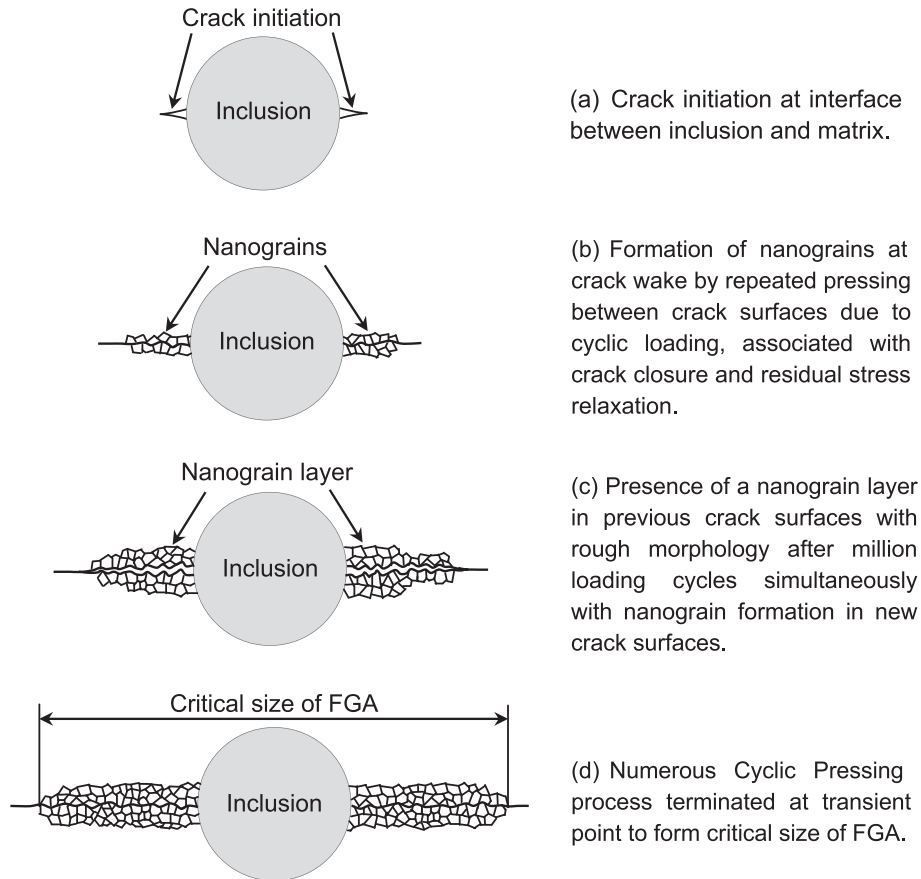 Crack initiation
Inclusion
(a) Crack initiation at interface
between inclusion and matrix.
Nanograins
Inclusion
(b) Formation of nanograins at
crack wake by repeated pressing
between crack surfaces due to
cyclic loading, associated with
crack closure and residual stress
relaxation.
Nanograin layer
Inclusion
(c) Presence of a nanograin layer
in previous crack surfaces with
rough morphology after million
loading cycles simultaneously
with nanograin formation in new
crack surfaces.
Critical size of FGA
Inclusion
(d) Numerous Cyclic Pressing
process terminated at transient
point to form critical size of FGA.